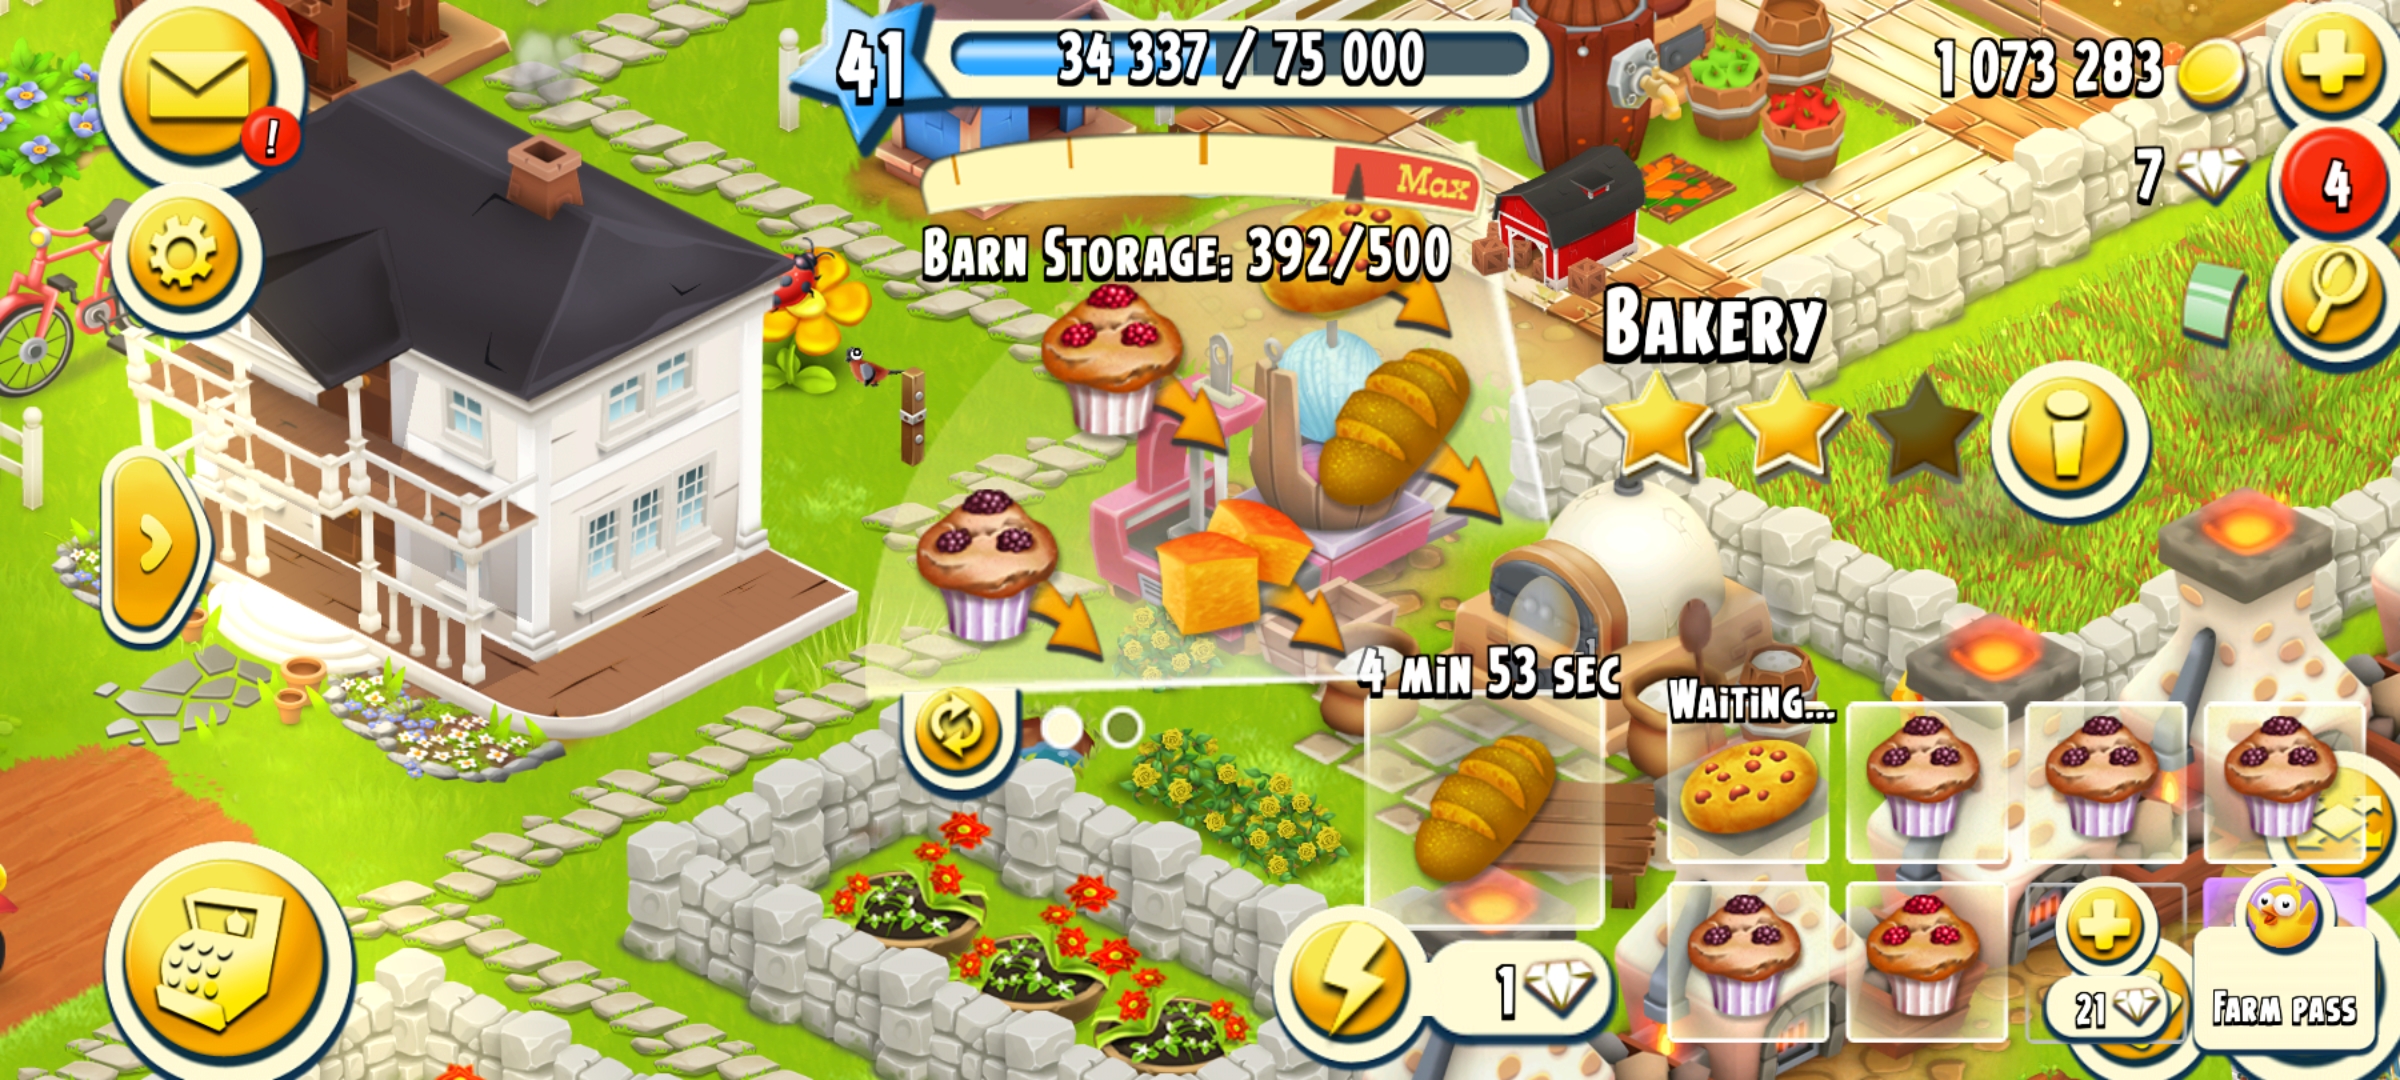 !
41
34 337 / 75 000
1 073 283
7
4
Max
BARN STORAGE: 392/500
BAKERY
4 MIN 53 SEC
WAITING...
1
21
FARM PASS